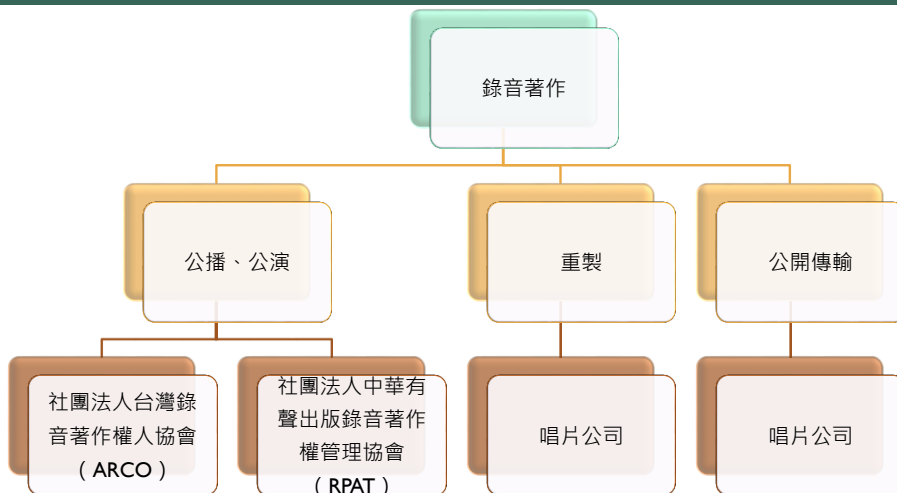 錄音著作
公播、公演
重製
公開傳輸
社團法人台灣錄
音著作權人協會
（ARCO）
社團法人中華有
聲出版錄音著作
權管理協會
（RPAT）
唱片公司
唱片公司